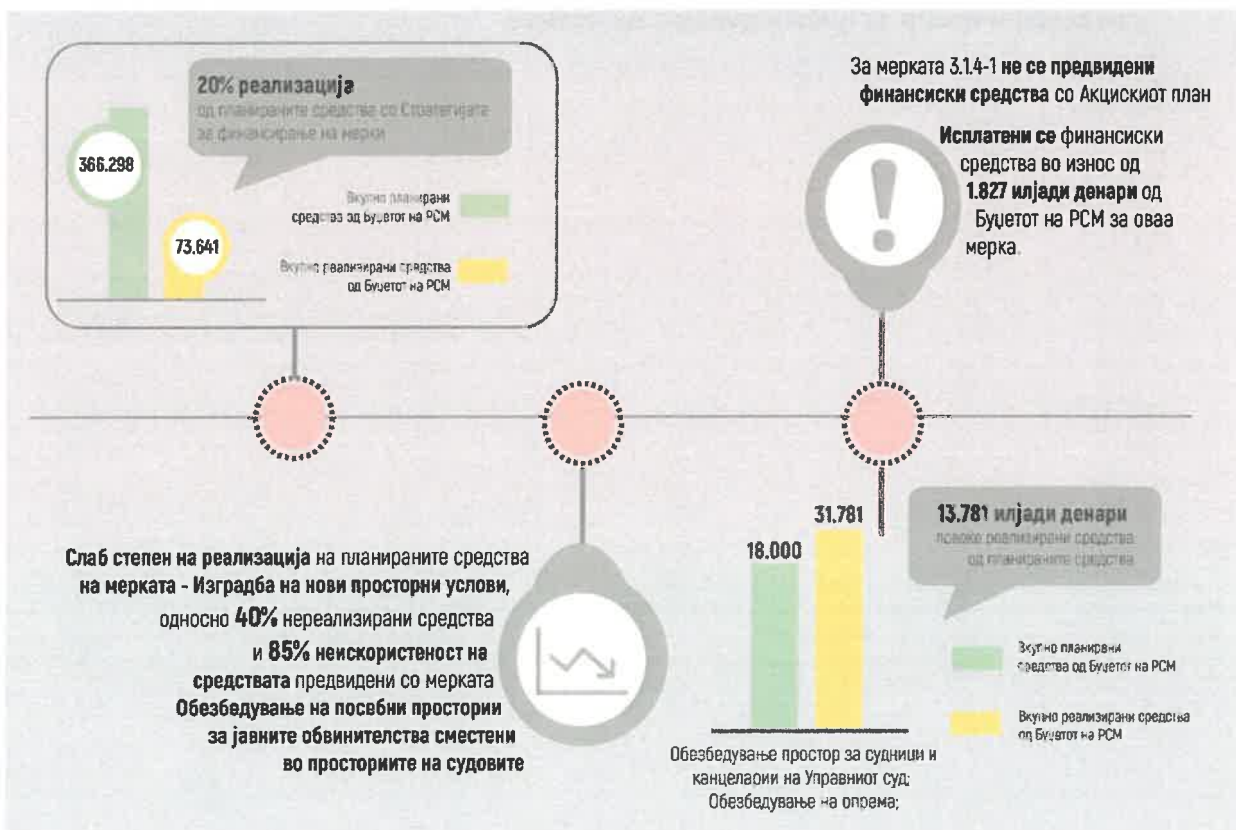 20% реализација
од планираните средства со Стратегијата
за финансирање на мерки
366.298
73.641
Вкупно планирани
средства од Буџетот на РСМ
Вкупно реализирани средства
од Буџетот на РСМ
За мерката 3.1.4-1 не се предвидени
финансиски средства со Акцискиот план
Исплатени се финансиски
средства во износ од
1.827 илјади денари од
Буџетот на РСМ за оваа
мерка.
Слаб степен на реализација на планираните средства
на мерката - Изградба на нови просторни услови,
односно 40% нереализирани средства
и 85% неискористеност на
средствата предвидени со мерката
Обезбедување на посебни простории
за јавните обвинителства сместени
во просториите на судовите
18.000
31.781
13.781 илјади денари
повеќе реализирани средства
од планираните средства
Вкупно планирани
средства од Буџетот на РСМ
Вкупно реализирани средства
од Буџетот на РСМ
Обезбедување простор за судници и
канцеларии на Управниот суд;
Обезбедување на опрема;